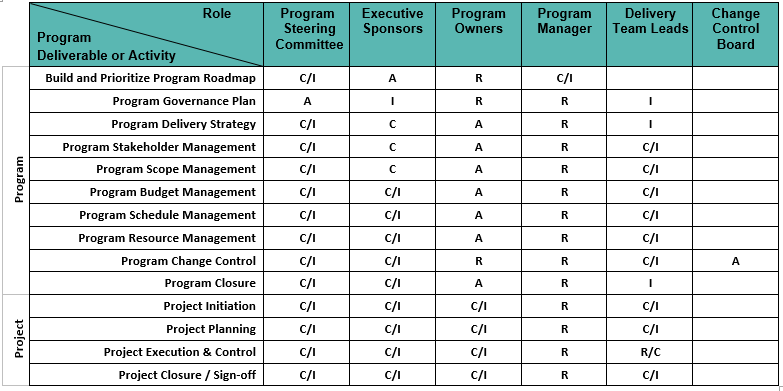 Role
Program
Deliverable or Activity
Program Steering Committee
Executive Sponsors
Program Owners
Program Manager
Delivery Team Leads
Change Control Board
Program
Build and Prioritize Program Roadmap C/I A R C/I
Program Governance Plan A I R R I
Program Delivery Strategy C/I C A R I
Program Stakeholder Management C/I C A R C/I
Program Scope Management C/I C A R C/I
Program Budget Management C/I C/I A R C/I
Program Schedule Management C/I C/I A R C/I
Program Resource Management C/I C/I A R C/I
Program Change Control C/I C/I R R C/I A
Program Closure C/I C/I A R I
Project
Project Initiation C/I C/I C/I R C/I
Project Planning C/I C/I C/I R C/I
Project Execution & Control C/I C/I C/I R R/C
Project Closure / Sign-off C/I C/I C/I R C/I